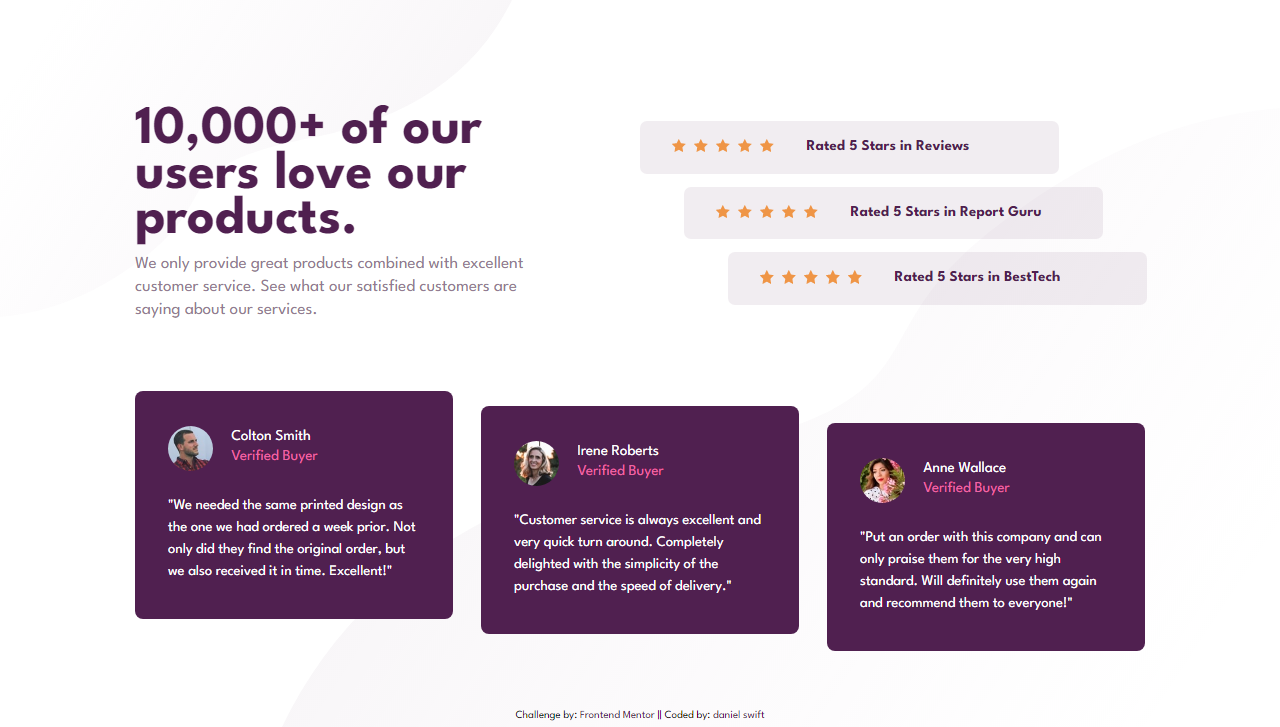 10,000+ of our
users love our
products.
We only provide great products combined with excellent
customer service. See what our satisfied customers are
saying about our services.
Rated 5 Stars in Reviews
Rated 5 Stars in Report Guru
Rated 5 Stars in BestTech
Colton Smith
Verified Buyer
"We needed the same printed design as
the one we had ordered a week prior. Not
only did they find the original order, but
we also received it in time. Excellent!"
Irene Roberts
Verified Buyer
"Customer service is always excellent and
very quick turn around. Completely
delighted with the simplicity of the
purchase and the speed of delivery."
Anne Wallace
Verified Buyer
"Put an order with this company and can
only praise them for the very high
standard. Will definitely use them again
and recommend them to everyone!"
Challenge by: Frontend Mentor || Coded by: daniel swift